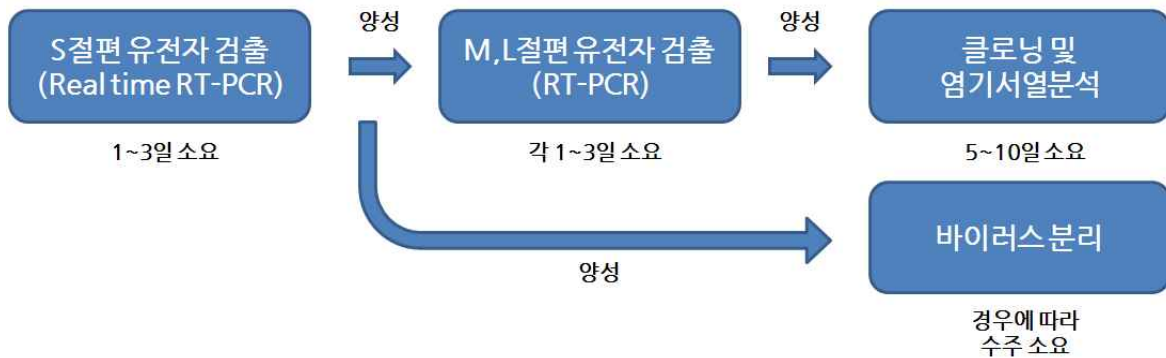 양성
양성
S절편 유전자 검출
(Real time RT-PCR)
M,L절편 유전자 검출
(RT-PCR)
클로닝 및
염기서열분석
1~3일 소요
각 1~3일 소요
5~10일 소요
바이러스 분리
양성
경우에 따라
수주 소요